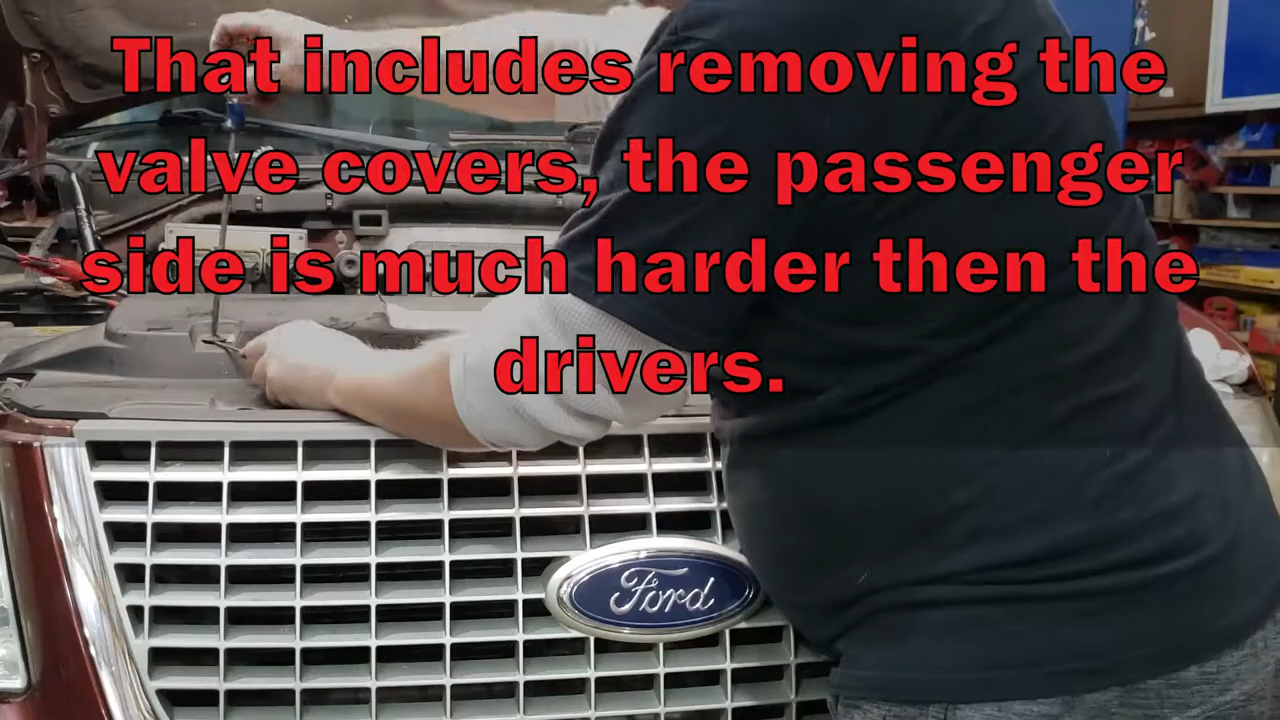 That includes removing the
valve covers, the passenger
side is much harder then the
drivers.
Ford